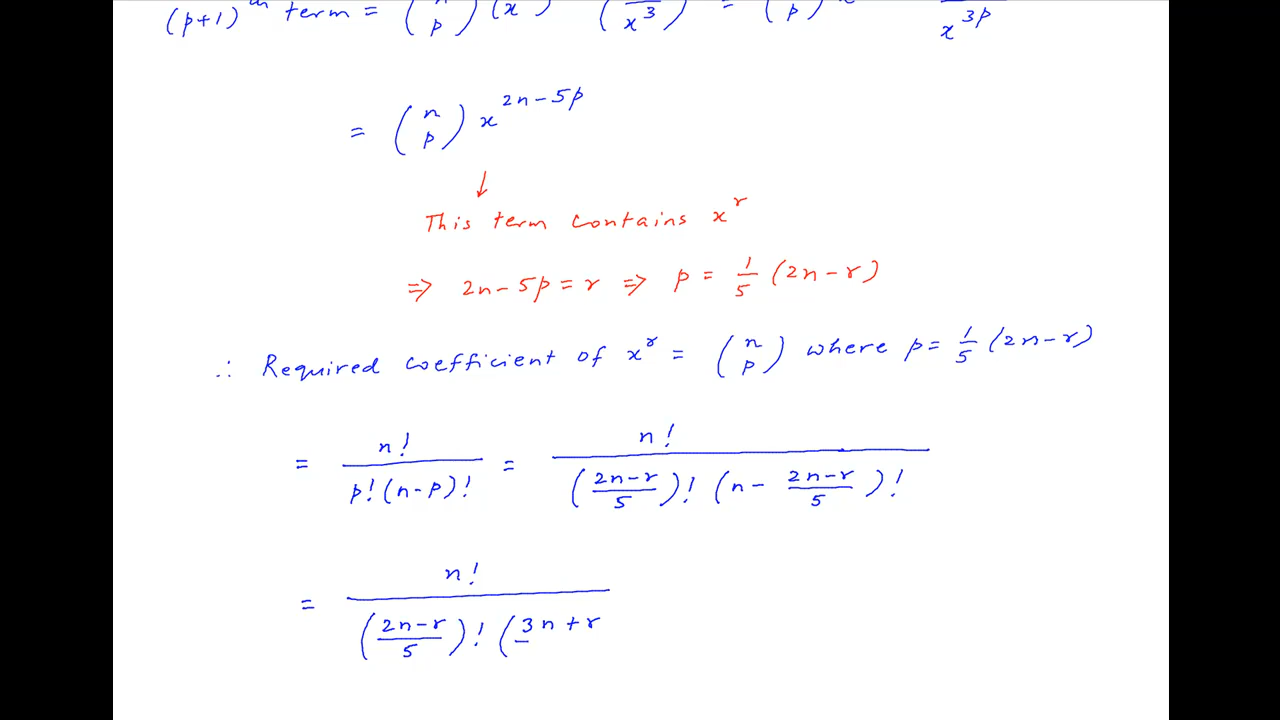 (p+1)^th term = (n p) (x (/x^3) = (p) x /x^3p
= (n p) x^2n-5p
↓
This term contains x^r
⇒ 2n-5p = r ⇒ p = 1/5 (2n-r)
∴ Required coefficient of x^r = (n p) where p = 1/5 (2n-r)
= n! / p!(n-p)! = n! / (2n-r/5)! (n - 2n-r/5)!
= n! / (2n-r/5)! (3n+r